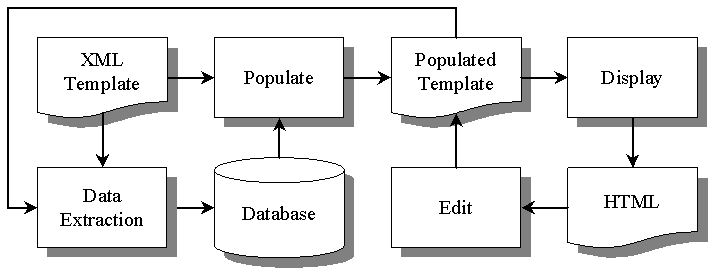 XML
Template
Populate
Populated
Template
Display
Data
Extraction
Database
Edit
HTML